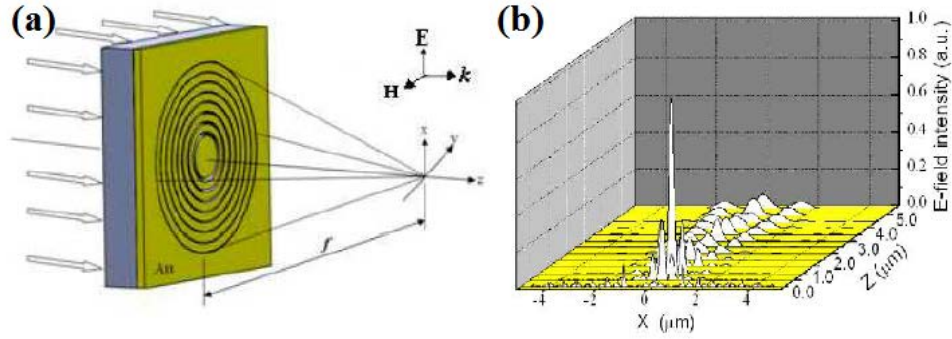 (a)
E
H
k
x
y
z
f
Au
(b)
1.0
0.8
0.6
0.4
0.2
0.0
E-field intensity (a.u.)
5.0
4.0
3.0
2.0
1.0
0.0
Z (μm)
-4
-2
0
2
4
X (μm)